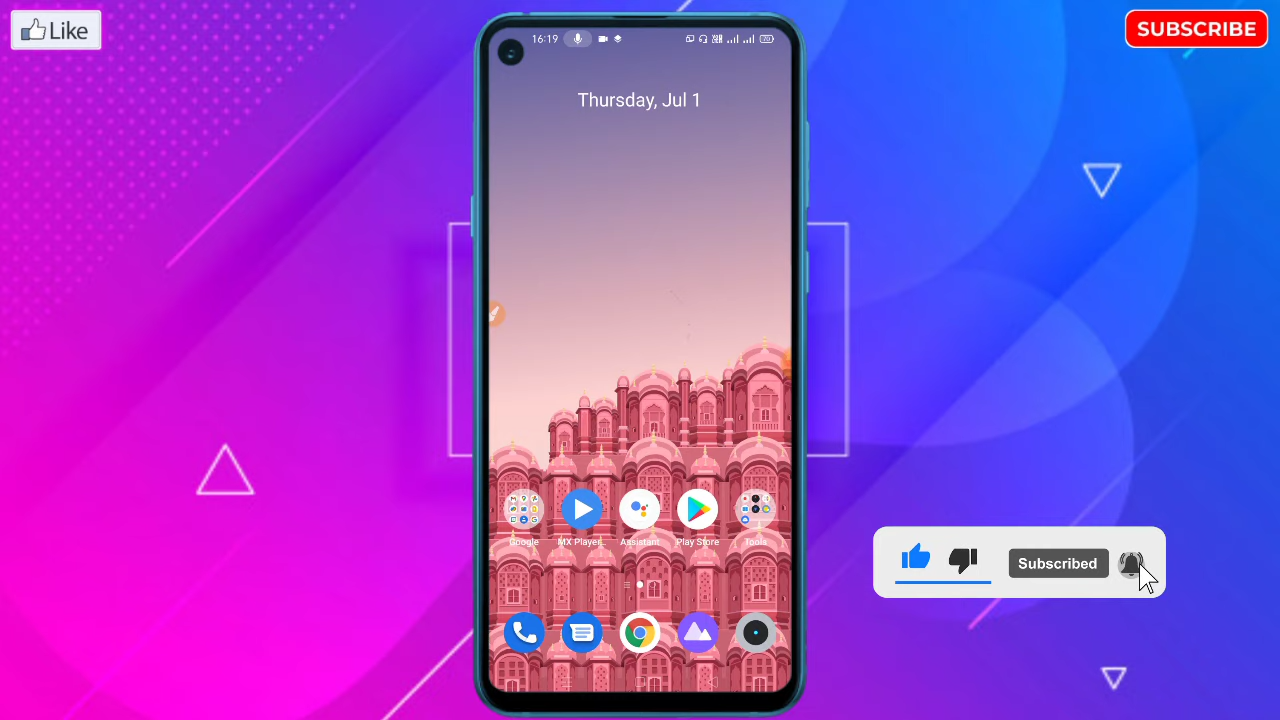 Like
SUBSCRIBE
16:19
Thursday, Jul 1
Google
MX Player..
Assistant
Play Store
Tools
Subscribed